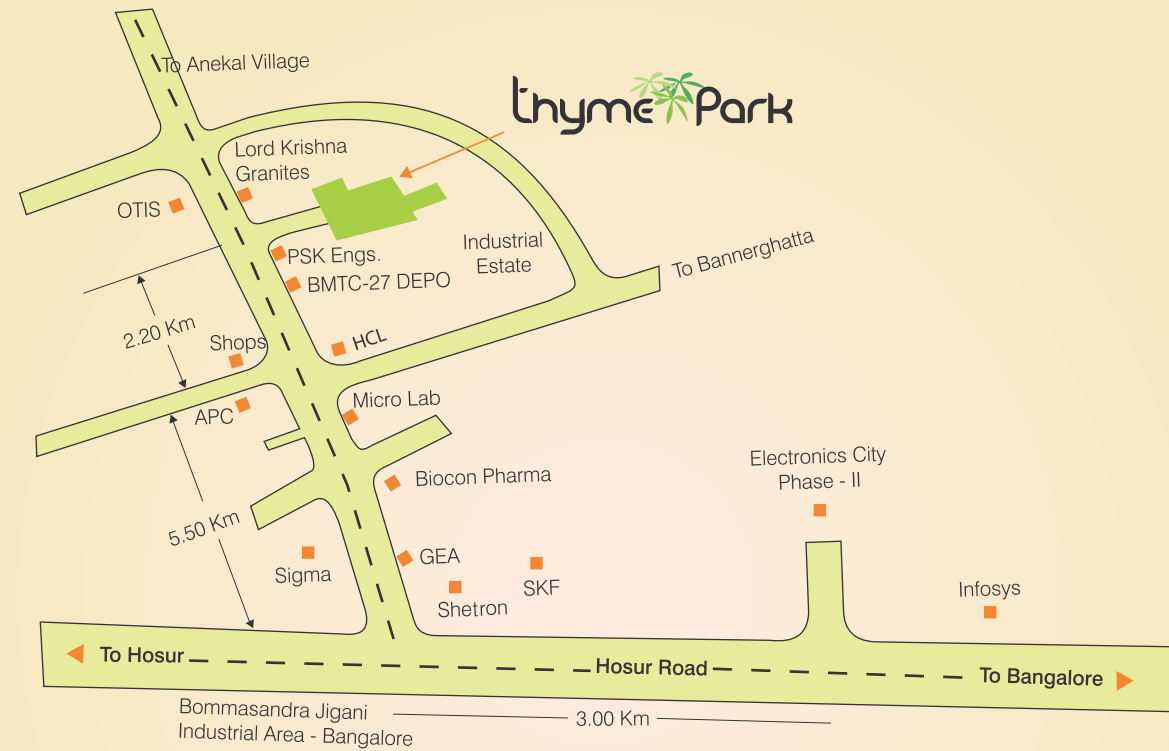 To Anekal Village
thyme Park
Lord Krishna
Granites
OTIS
PSK Engs.
BMTC-27 DEPO
Industrial
Estate
To Bannerghatta
2.20 Km
Shops
HCL
APC
Micro Lab
Biocon Pharma
Electronics City
Phase - II
5.50 Km
Sigma
GEA
Shetron
SKF
Infosys
To Hosur
Hosur Road
To Bangalore
Bommasandra Jigani
Industrial Area - Bangalore
3.00 Km